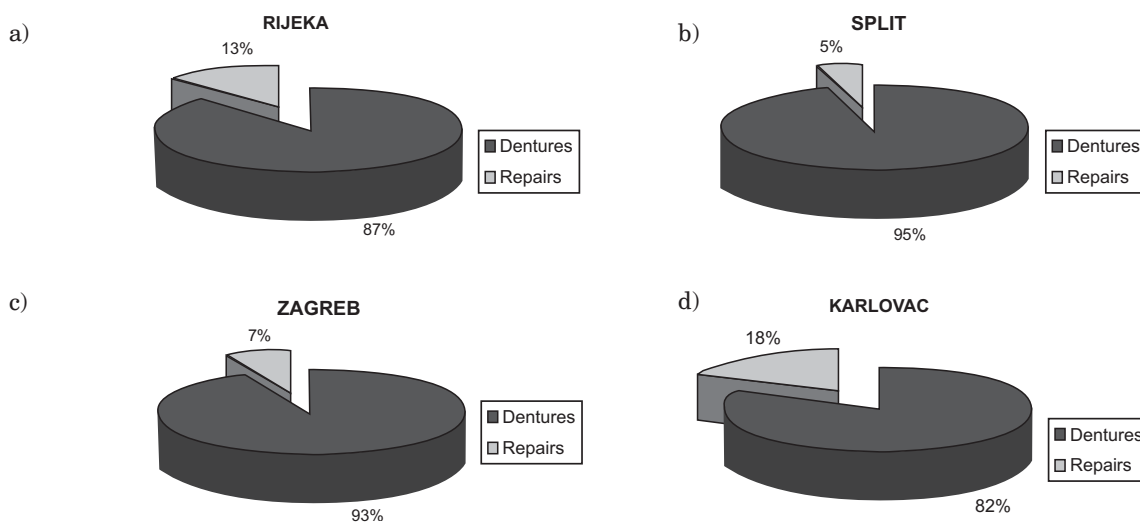 a)
RIJEKA
13%
Dentures
Repairs
87%
b)
SPLIT
5%
Dentures
Repairs
95%
c)
ZAGREB
7%
Dentures
Repairs
93%
d)
KARLOVAC
18%
Dentures
Repairs
82%